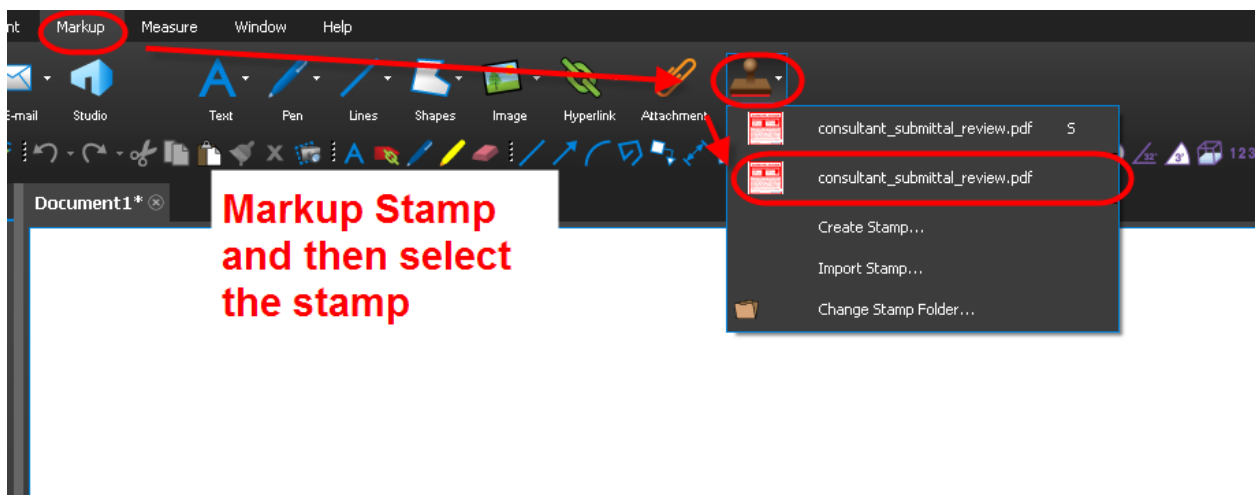 nt Markup Measure Window Help
E-mail Studio Text Pen Lines Shapes Image Hyperlink Attachment
consultant_submittal_review.pdf S
consultant_submittal_review.pdf
Create Stamp...
Import Stamp...
Change Stamp Folder...
Document1*
Markup Stamp
and then select
the stamp